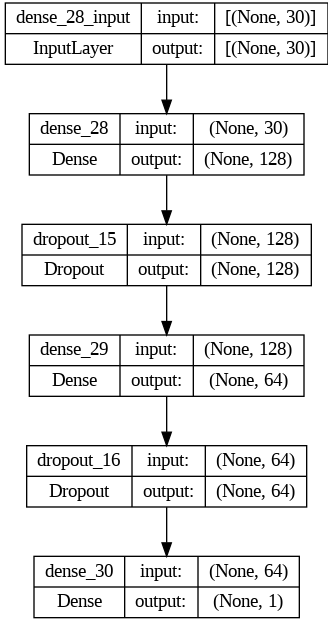 dense_28_input input: [(None, 30)]
InputLayer output: [(None, 30)]
dense_28 input: (None, 30)
Dense output: (None, 128)
dropout_15 input: (None, 128)
Dropout output: (None, 128)
dense_29 input: (None, 128)
Dense output: (None, 64)
dropout_16 input: (None, 64)
Dropout output: (None, 64)
dense_30 input: (None, 64)
Dense output: (None, 1)